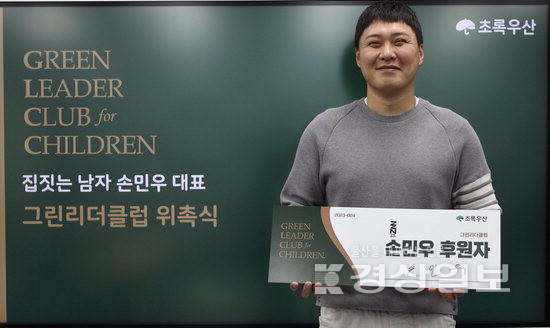 초록우산
GREEN
LEADER
CLUB for
CHILDREN
집짓는 남자 손민우 대표
그린리더클럽 위촉식
GREEN
LEADER
CLUB for
CHILDREN
2023-024
초록우산
그린리더클럽
손민우 후원자
경상일보